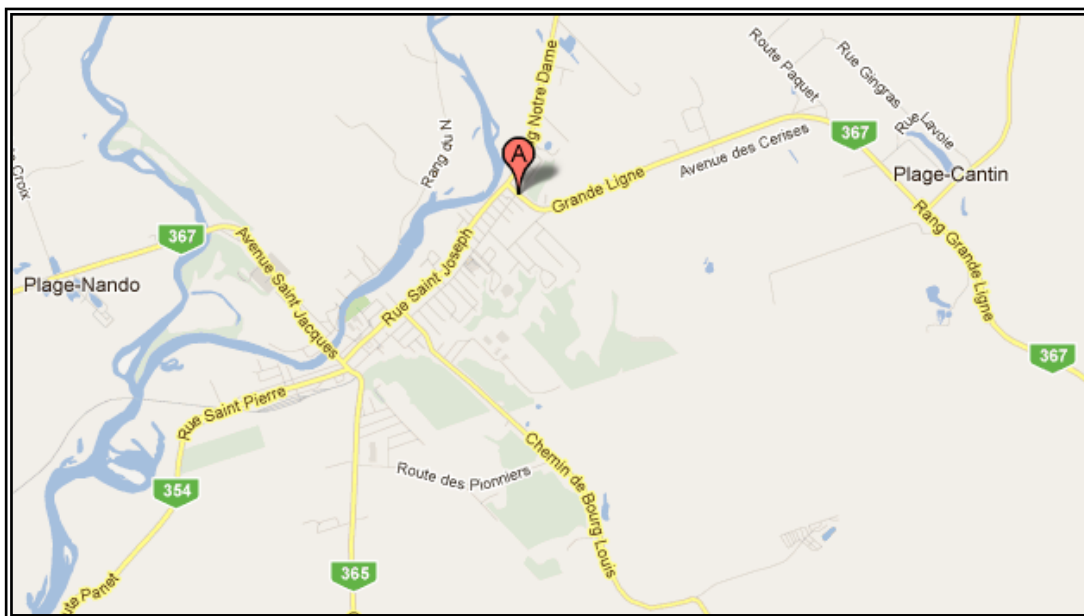 Rang Notre Dame
Route Paquet
Rue Gingras
Rue Lavoie
367
A
Rang du N
Avenue des Cerises
Plage-Cantin
Croix
Grande Ligne
367
Avenue Saint Jacques
Rue Saint Joseph
Rang Grande Ligne
Plage-Nando
367
Rue Saint Pierre
Chemin de Bourg Louis
Route des Pionniers
354
365
Panet